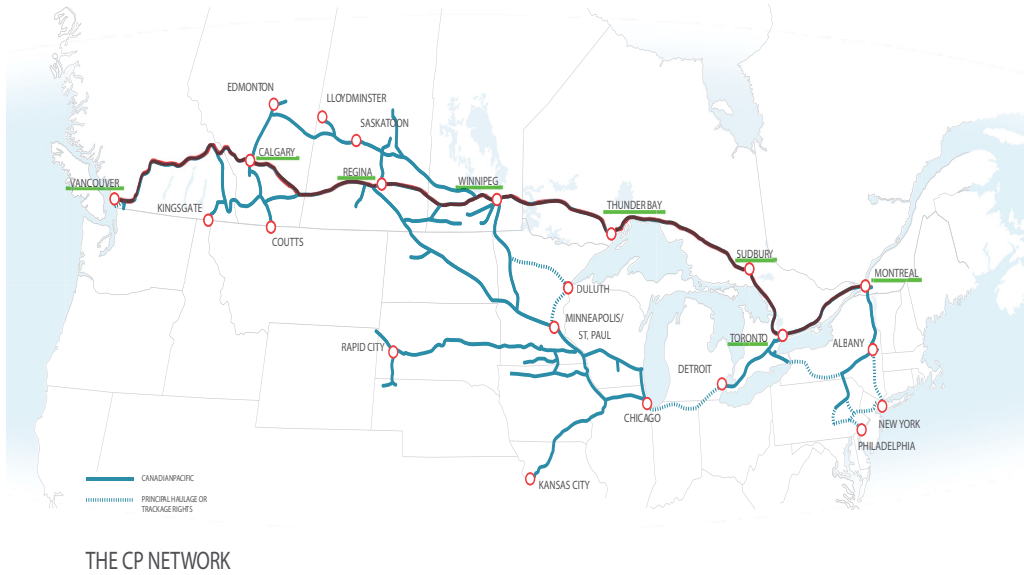 EDMONTON
LLOYDMINSTER
SASKATOON
CALGARY
REGINA
WINNIPEG
VANCOUVER
KINGSGATE
COUTTS
THUNDER BAY
SUDBURY
MONTREAL
DULUTH
MINNEAPOLIS/
ST. PAUL
TORONTO
ALBANY
RAPID CITY
DETROIT
CHICAGO
NEW YORK
PHILADELPHIA
KANSAS CITY
CANADIANPACIFIC
PRINCIPAL HAULAGE OR
TRACKAGE RIGHTS
THE CP NETWORK